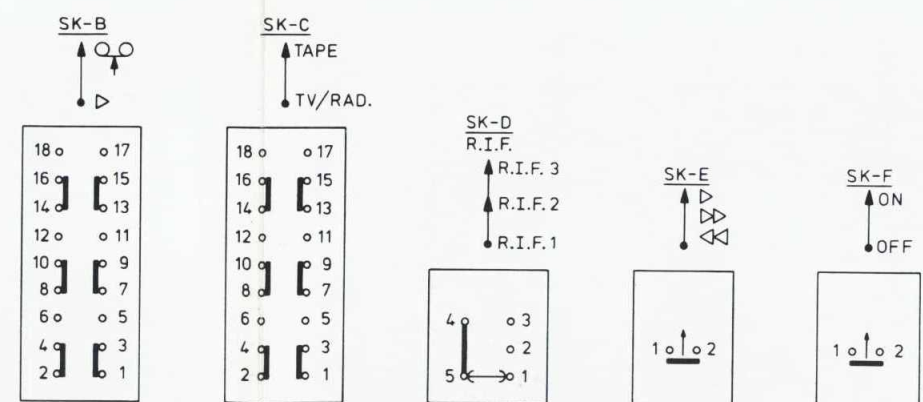 SK-B
SK-C
TAPE
TV/RAD.
SK-D
R.I.F.
R.I.F. 3
R.I.F. 2
R.I.F. 1
SK-E
SK-F
ON
OFF
18 17
16 15
14 13
12 11
10 9
8 7
6 5
4 3
2 1
18 17
16 15
14 13
12 11
10 9
8 7
6 5
4 3
2 1
4 3
2
5 1
1 2
1 2